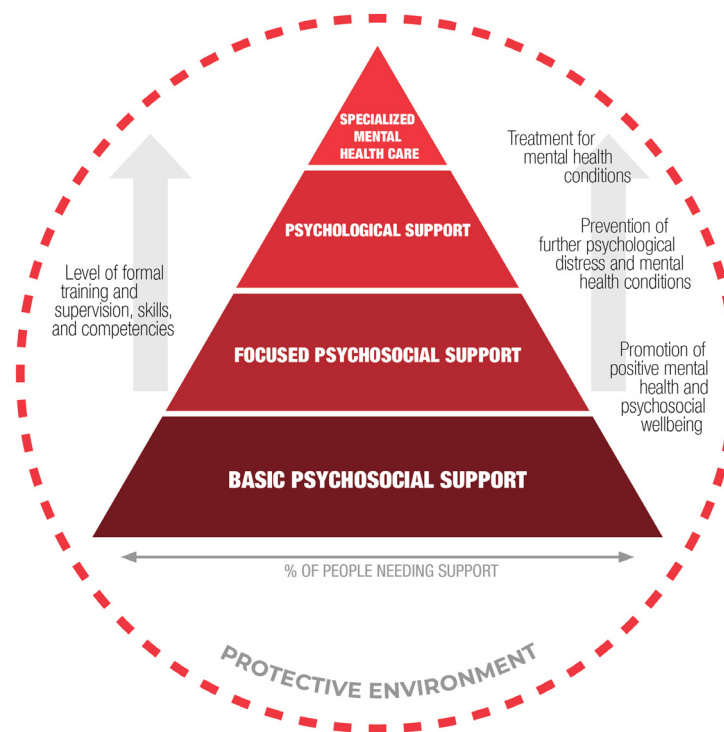 SPECIALIZED
MENTAL
HEALTH CARE
PSYCHOLOGICAL SUPPORT
FOCUSED PSYCHOSOCIAL SUPPORT
BASIC PSYCHOSOCIAL SUPPORT
Level of formal
training and
supervision, skills,
and competencies
Treatment for
mental health
conditions
Prevention of
further psychological
distress and mental
health conditions
Promotion of
positive mental
health and
psychosocial
wellbeing
% OF PEOPLE NEEDING SUPPORT
PROTECTIVE ENVIRONMENT